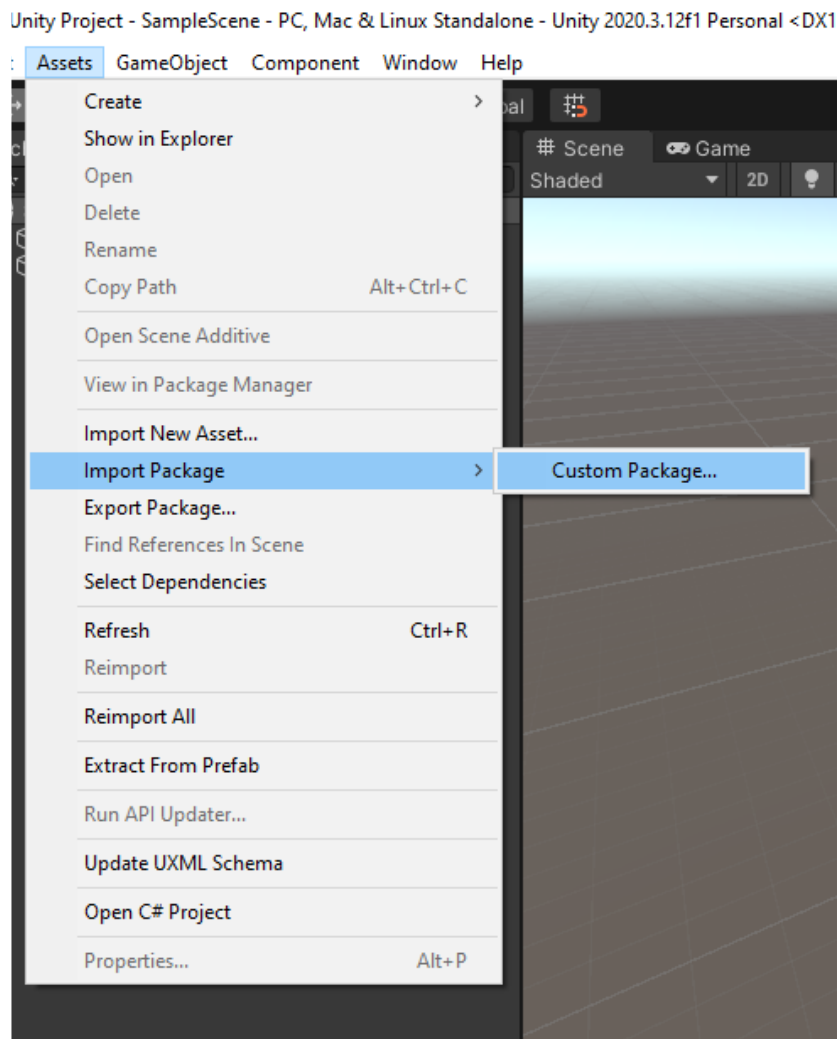 Unity Project - SampleScene - PC, Mac & Linux Standalone - Unity 2020.3.12f1 Personal <DX1
Assets GameObject Component Window Help
Create
Show in Explorer
# Scene Game
Open
Shaded 2D
Delete
Rename
Copy Path Alt+Ctrl+C
Open Scene Additive
View in Package Manager
Import New Asset...
Import Package Custom Package...
Export Package...
Find References In Scene
Select Dependencies
Refresh Ctrl+R
Reimport
Reimport All
Extract From Prefab
Run API Updater...
Update UXML Schema
Open C# Project
Properties... Alt+P